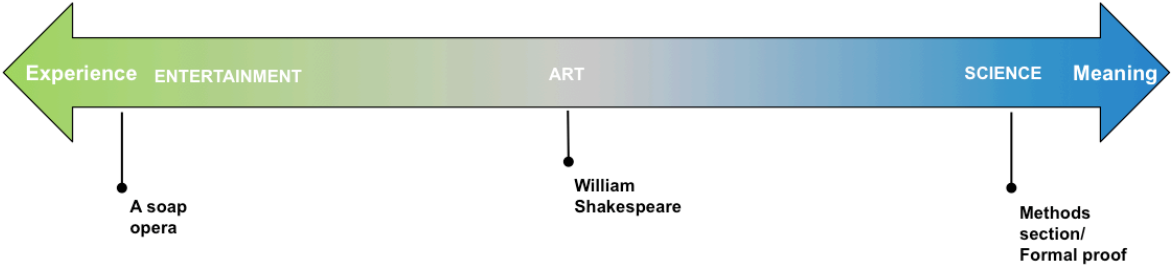 Experience ENTERTAINMENT ART SCIENCE Meaning
A soap
opera
William
Shakespeare
Methods
section/
Formal proof